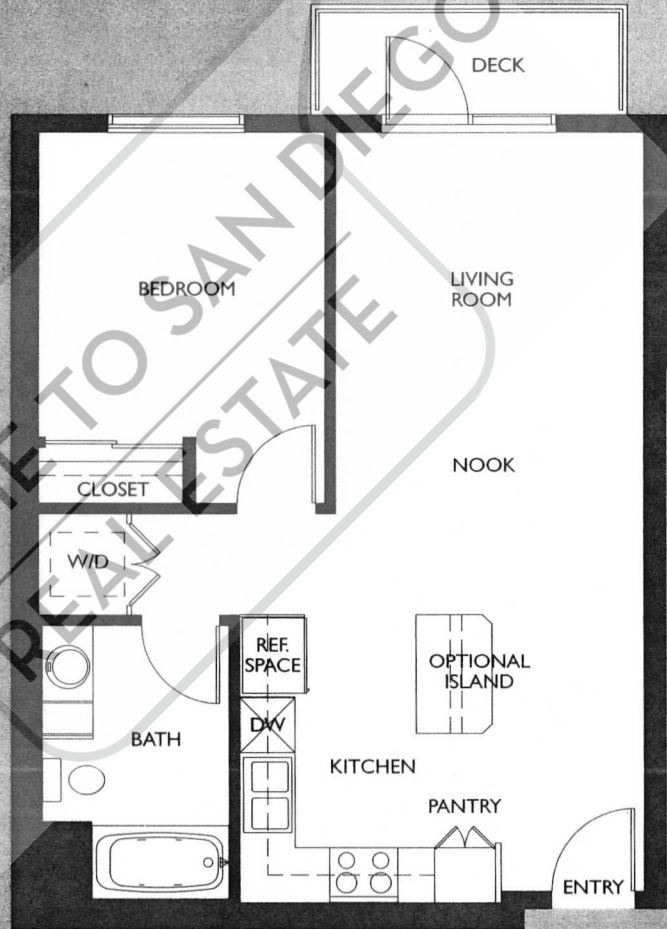 DECK
BEDROOM
LIVING
ROOM
CLOSET
NOOK
W/D
REF.
SPACE
OPTIONAL
ISLAND
DW
BATH
KITCHEN
PANTRY
ENTRY
TO SAN DIEGO
REAL ESTATE